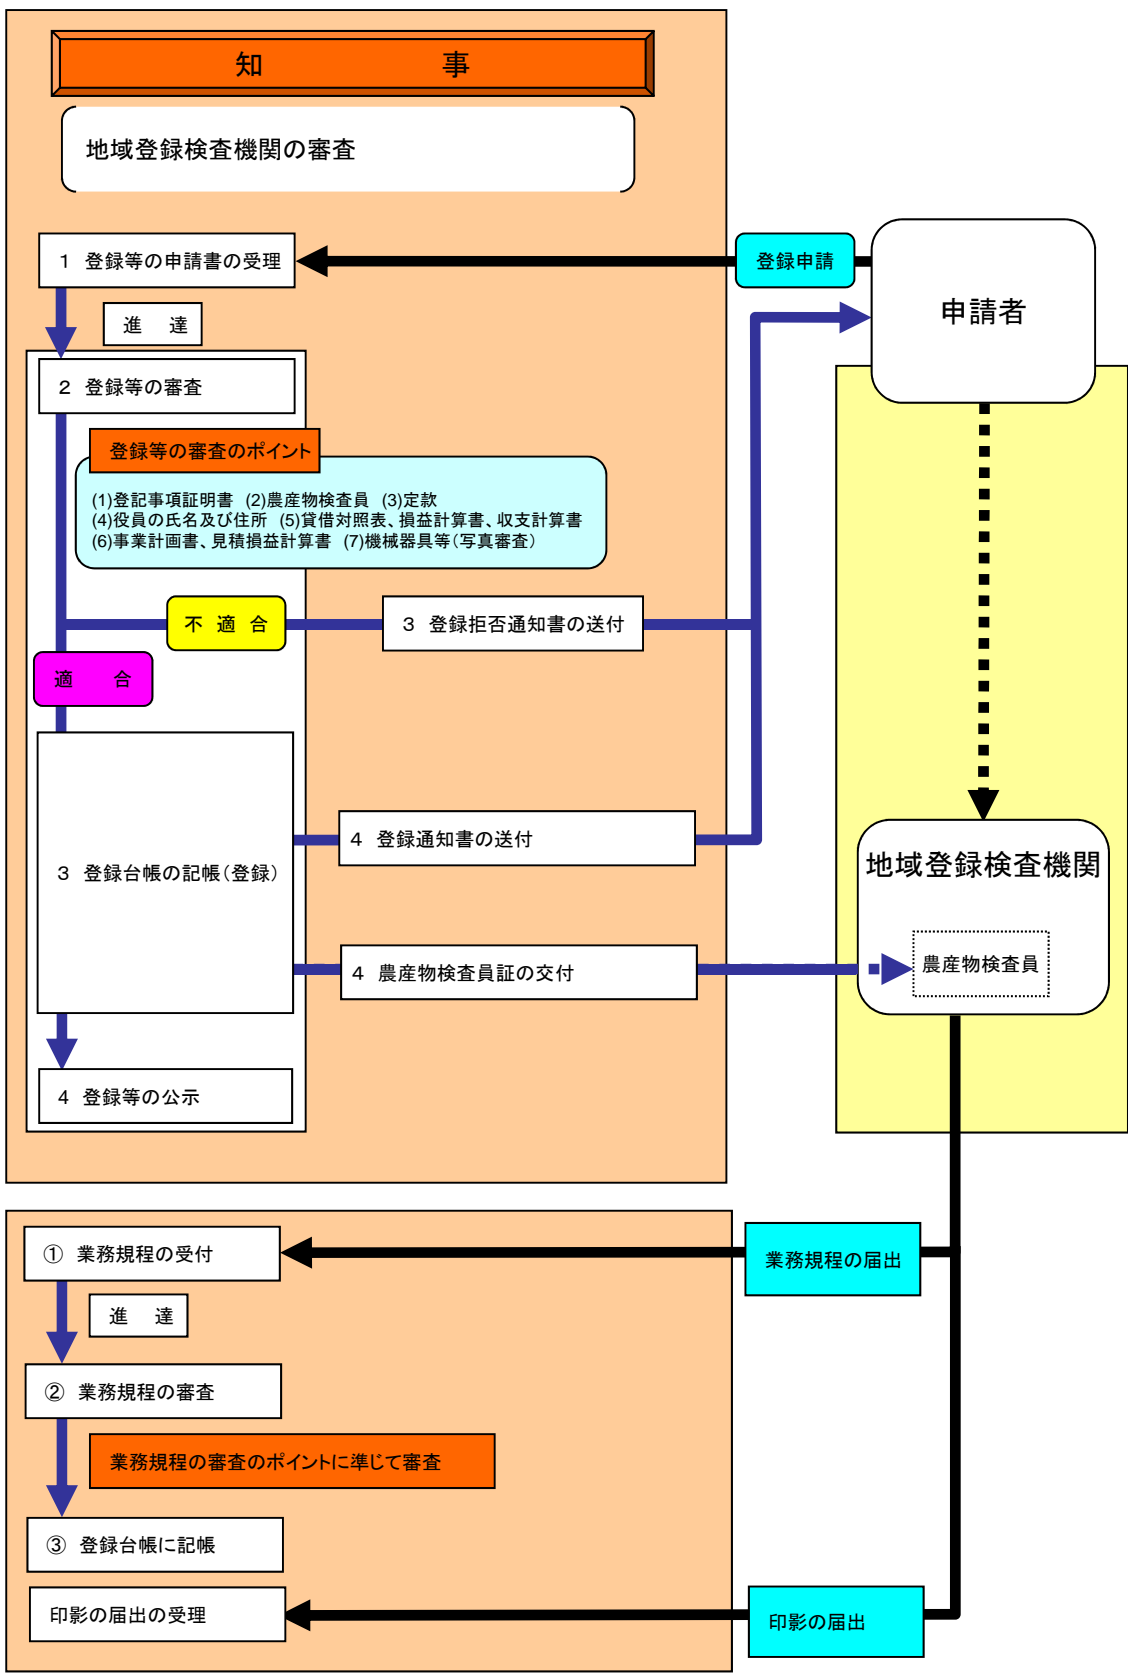 知 事
地域登録検査機関の審査
1 登録等の申請書の受理
登録申請
申請者
進 達
2 登録等の審査
登録等の審査のポイント
(1)登記事項証明書 (2)農産物検査員 (3)定款
(4)役員の氏名及び住所 (5)貸借対照表、損益計算書、収支計算書
(6)事業計画書、見積損益計算書 (7)機械器具等(写真審査)
不 適 合
3 登録拒否通知書の送付
適 合
3 登録台帳の記帳(登録)
4 登録通知書の送付
地域登録検査機関
4 農産物検査員証の交付
農産物検査員
4 登録等の公示
① 業務規程の受付
業務規程の届出
進 達
② 業務規程の審査
業務規程の審査のポイントに準じて審査
③ 登録台帳に記帳
印影の届出の受理
印影の届出